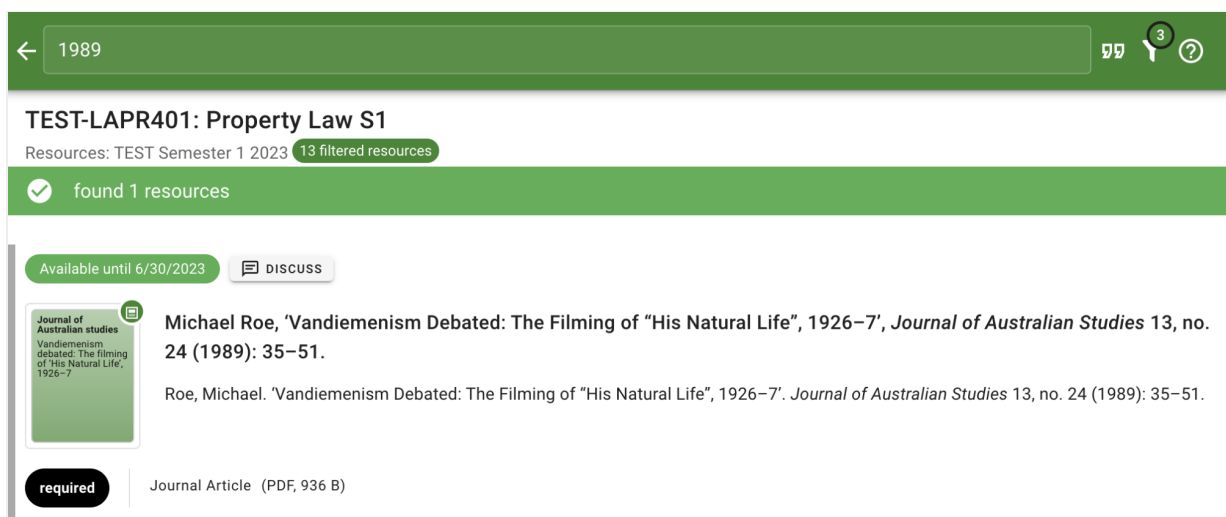 1989
3
TEST-LAPR401: Property Law S1
Resources: TEST Semester 1 2023 13 filtered resources
found 1 resources
Available until 6/30/2023 DISCUSS
Journal of
Australian studies
Vandiemenism
debated: The filming
of 'His Natural Life',
1926–7
Michael Roe, ‘Vandiemenism Debated: The Filming of “His Natural Life”, 1926–7’, Journal of Australian Studies 13, no.
24 (1989): 35–51.
Roe, Michael. ‘Vandiemenism Debated: The Filming of “His Natural Life”, 1926–7’. Journal of Australian Studies 13, no. 24 (1989): 35–51.
required Journal Article (PDF, 936 B)